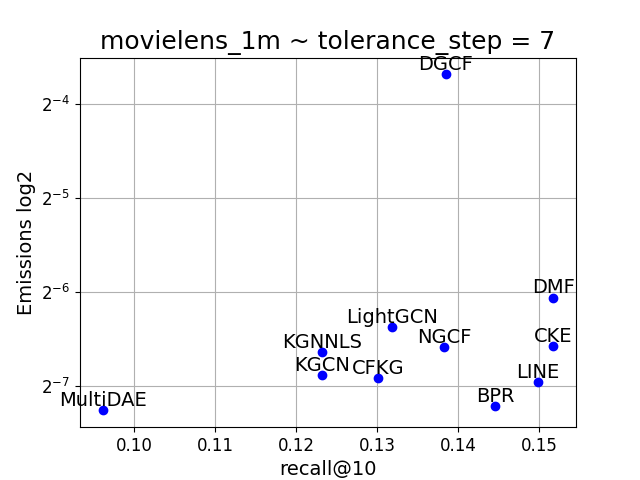 movielens_1m ~ tolerance_step = 7
DGCF
2⁻⁴
2⁻⁵
Emissions log2
2⁻⁶
DMF
LightGCN
NGCF
CKE
KGNNLS
KGCN
CFKG
LINE
2⁻⁷
MultiDAE
BPR
0.10 0.11 0.12 0.13 0.14 0.15
recall@10